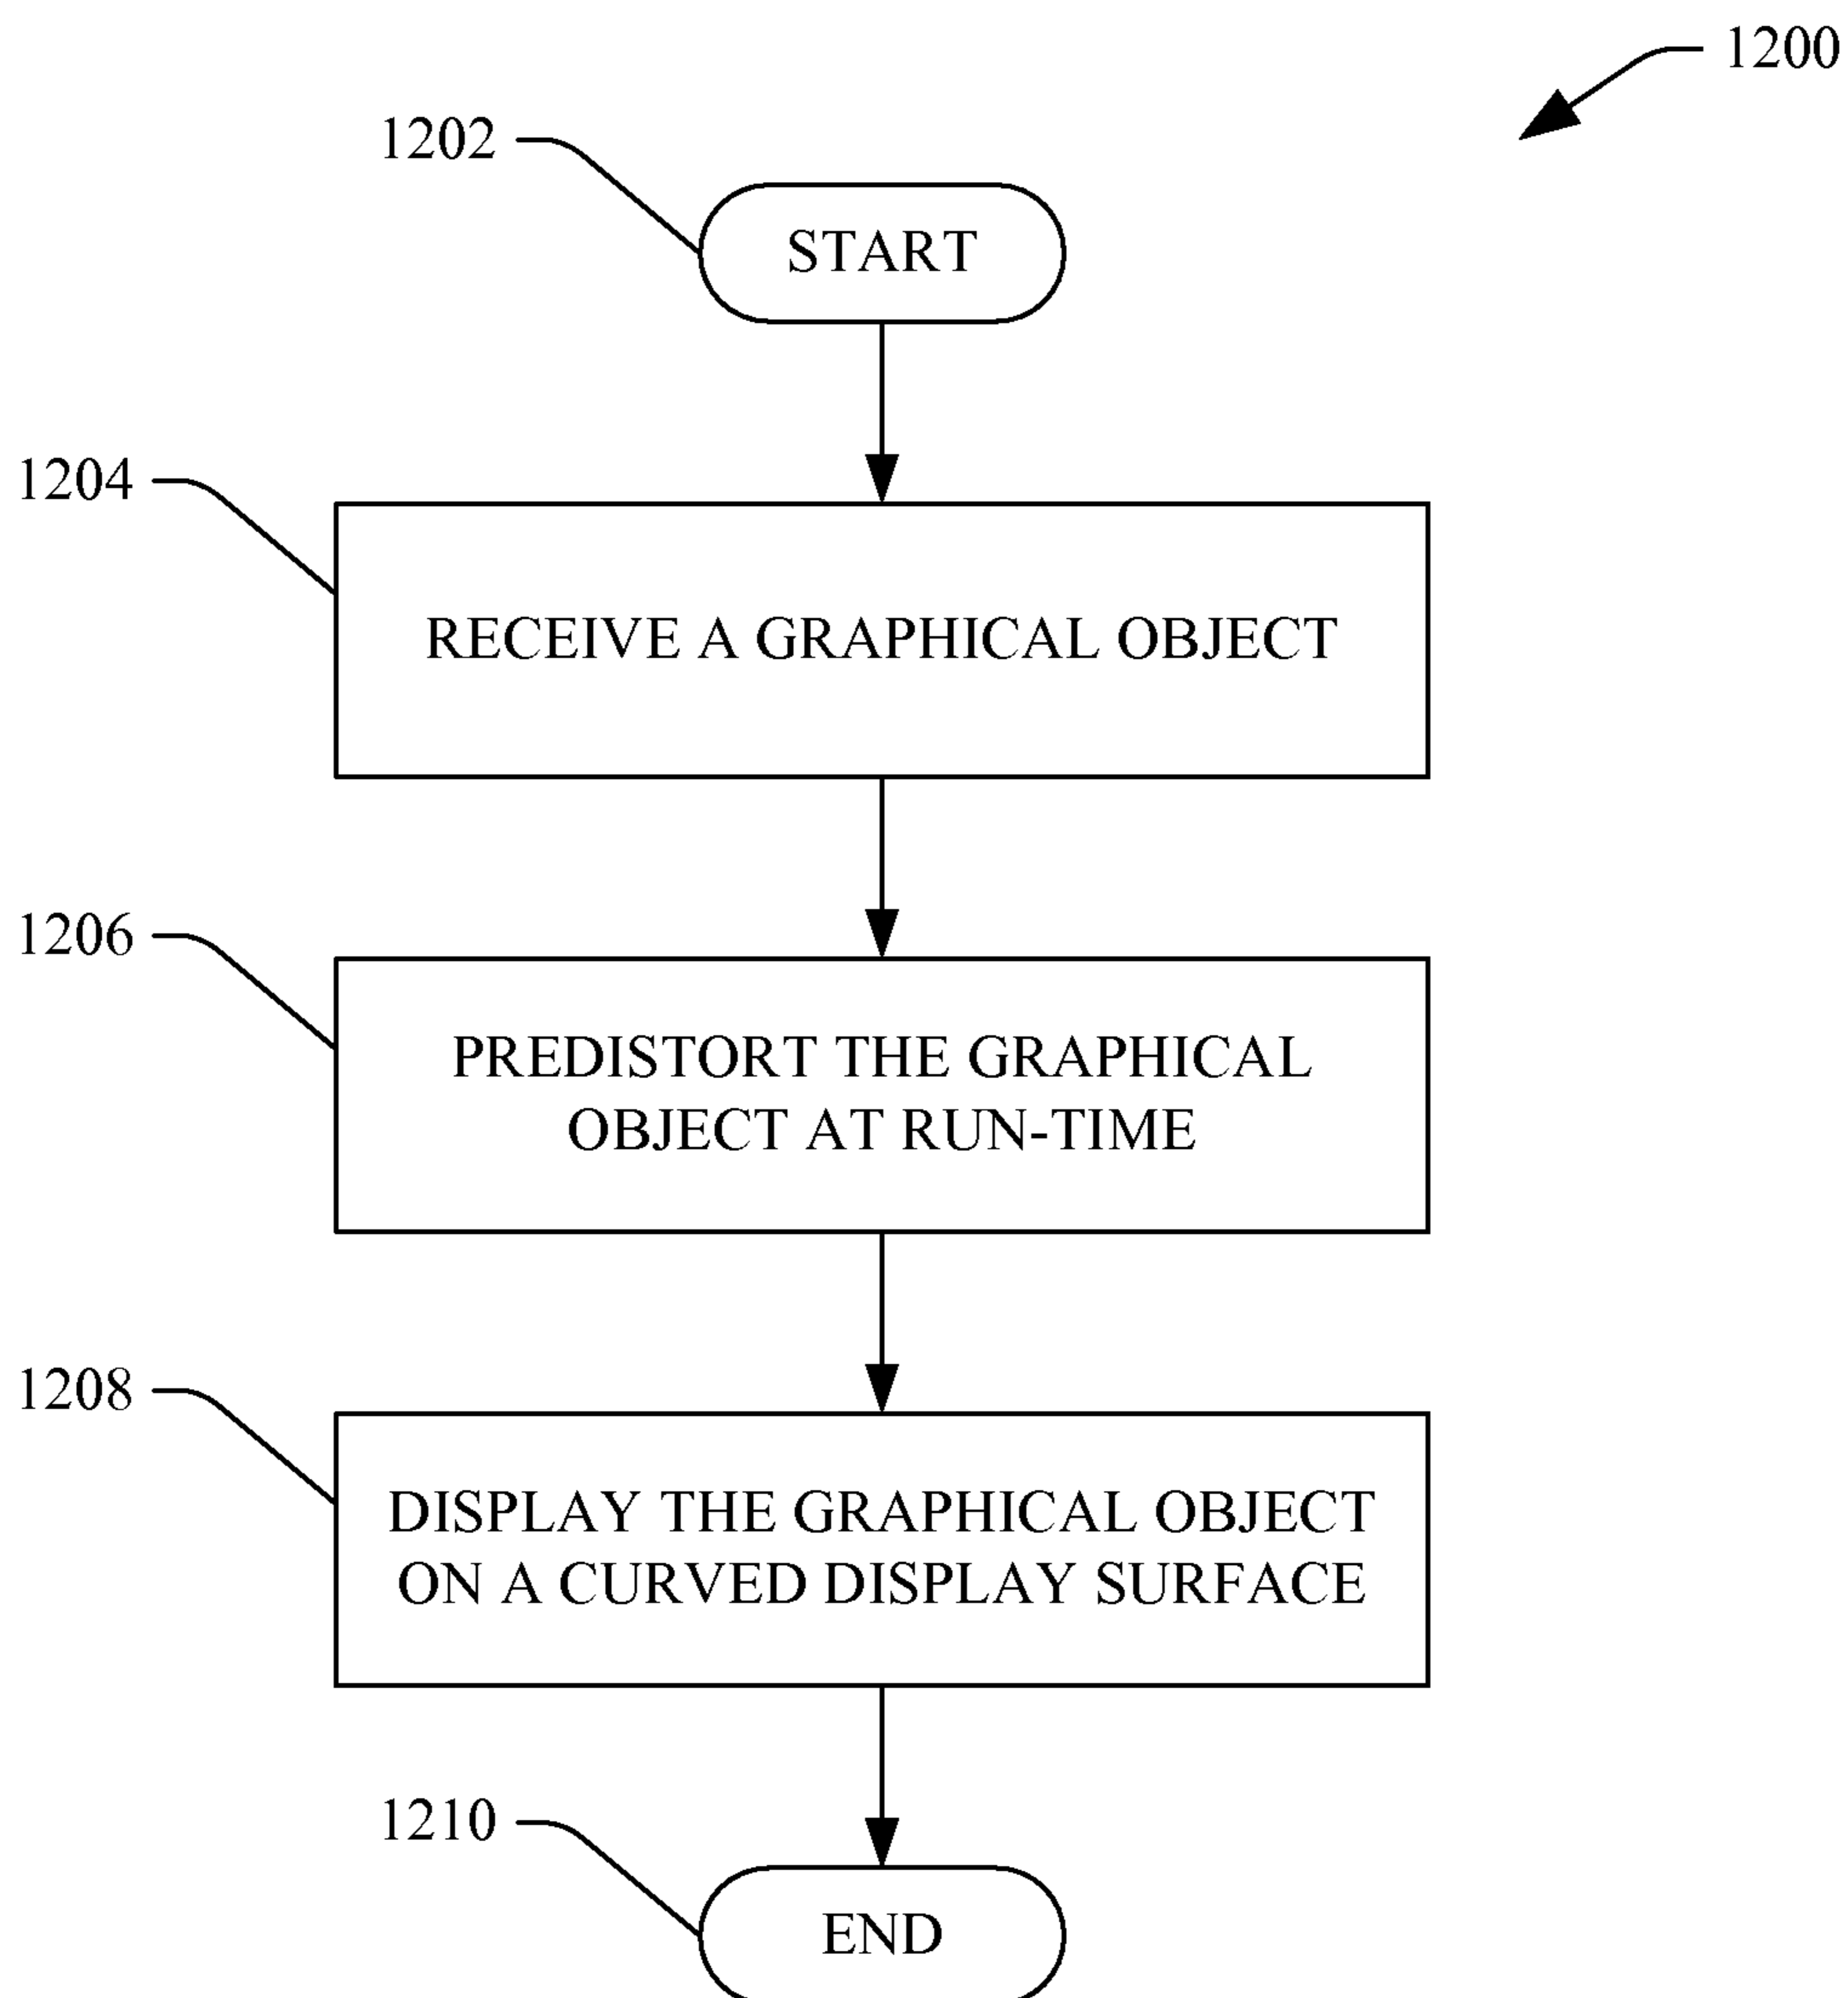 1200
1202
START
1204
RECEIVE A GRAPHICAL OBJECT
1206
PREDISTORT THE GRAPHICAL
OBJECT AT RUN-TIME
1208
DISPLAY THE GRAPHICAL OBJECT
ON A CURVED DISPLAY SURFACE
1210
END